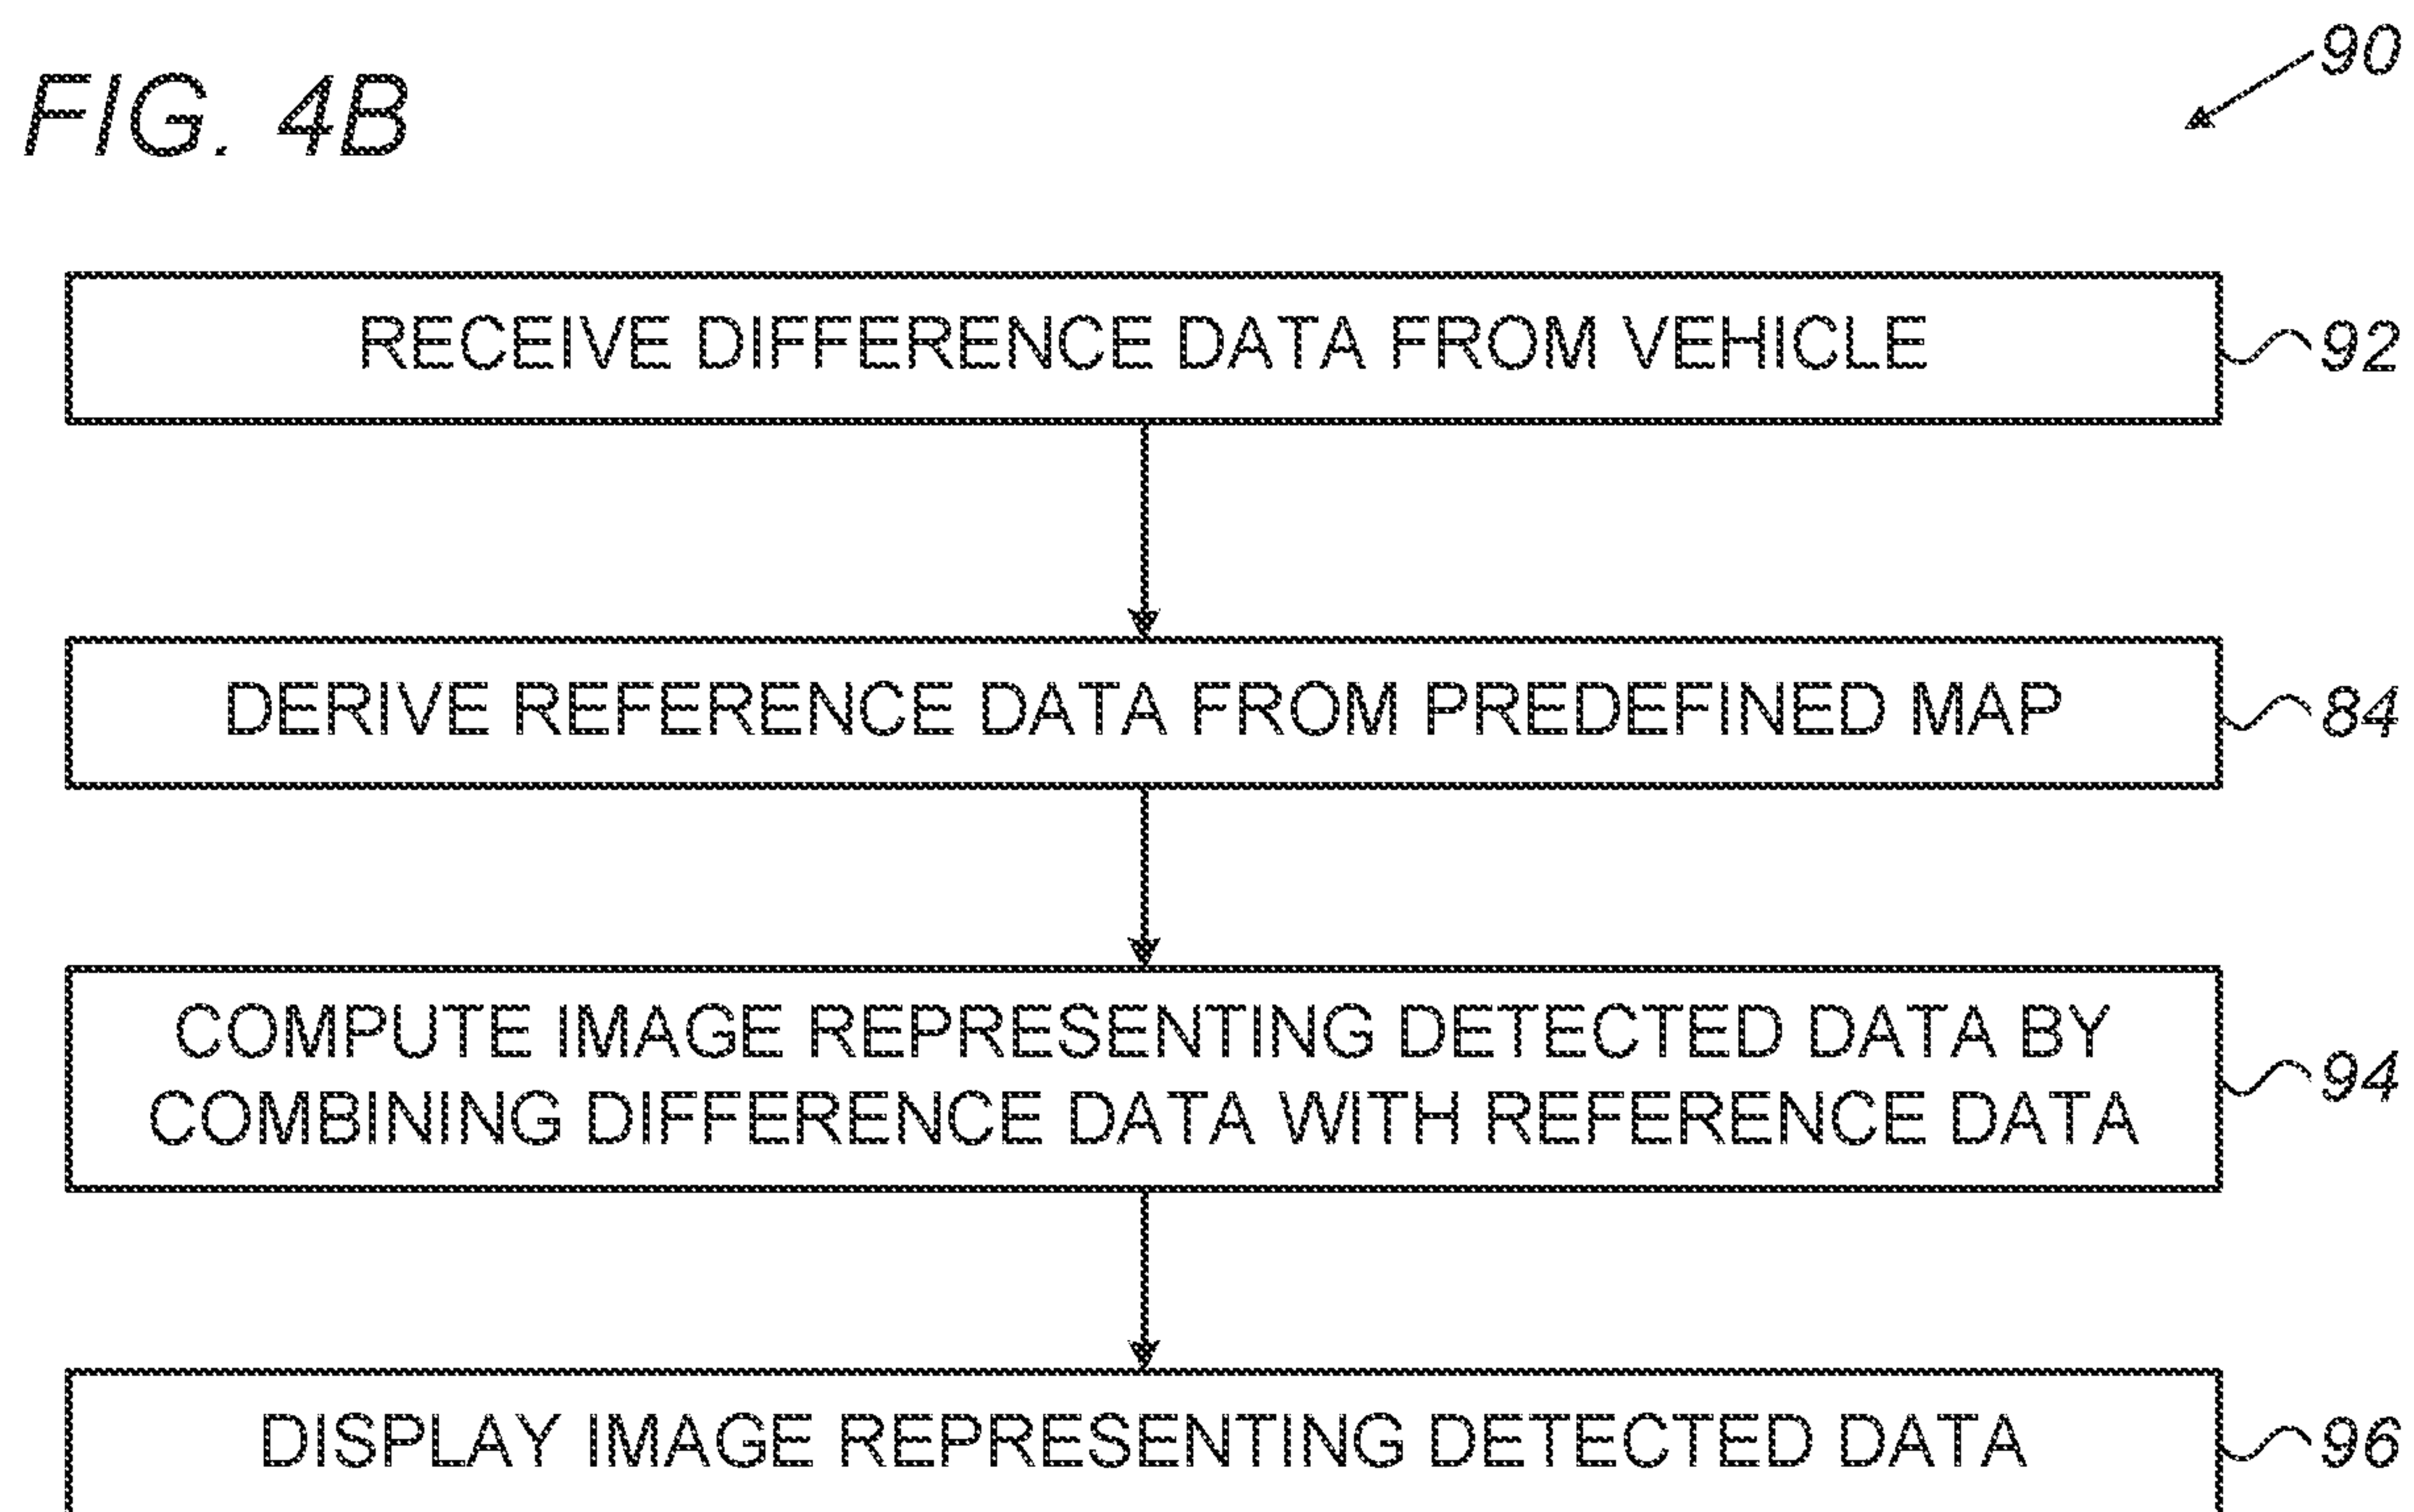 FIG. 4B
90
RECEIVE DIFFERENCE DATA FROM VEHICLE
92
DERIVE REFERENCE DATA FROM PREDEFINED MAP
84
COMPUTE IMAGE REPRESENTING DETECTED DATA BY
COMBINING DIFFERENCE DATA WITH REFERENCE DATA
94
DISPLAY IMAGE REPRESENTING DETECTED DATA
96